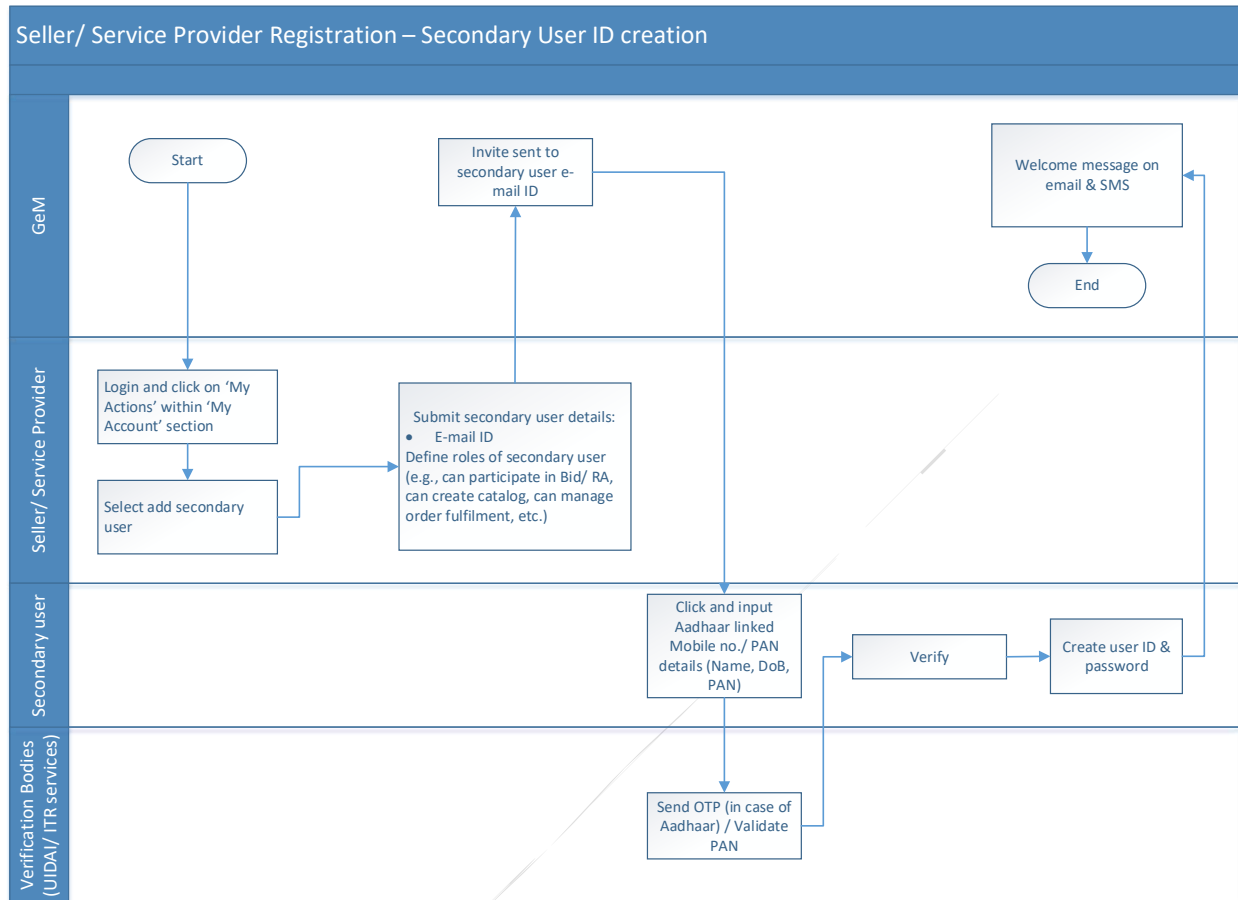 Seller/ Service Provider Registration – Secondary User ID creation
GeM
Start
Invite sent to
secondary user e-
mail ID
Welcome message on
email & SMS
End
Seller/ Service Provider
Login and click on ‘My
Actions’ within ‘My
Account’ section
Select add secondary
user
Submit secondary user details:
• E-mail ID
Define roles of secondary user
(e.g., can participate in Bid/ RA,
can create catalog, can manage
order fulfilment, etc.)
Secondary user
Click and input
Aadhaar linked
Mobile no./ PAN
details (Name, DoB,
PAN)
Verify
Create user ID &
password
Verification Bodies
(UIDAI/ ITR services)
Send OTP (in case of
Aadhaar) / Validate
PAN